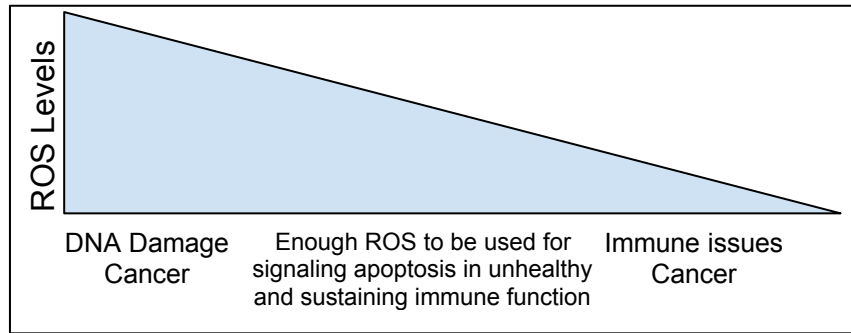 ROS Levels
DNA Damage
Cancer
Enough ROS to be used for
signaling apoptosis in unhealthy
and sustaining immune function
Immune issues
Cancer